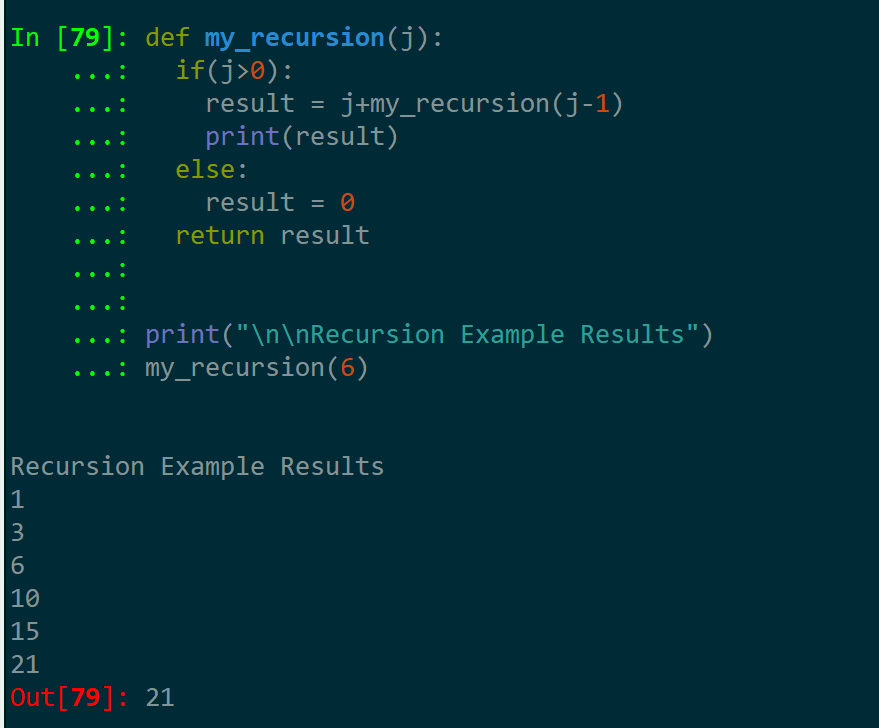 In [79]: def my_recursion(j):
    ...:   if(j>0):
    ...:     result = j+my_recursion(j-1)
    ...:     print(result)
    ...:   else:
    ...:     result = 0
    ...:   return result
    ...:
    ...:
    ...: print("\n\nRecursion Example Results")
    ...: my_recursion(6)
Recursion Example Results
1
3
6
10
15
21
Out[79]: 21